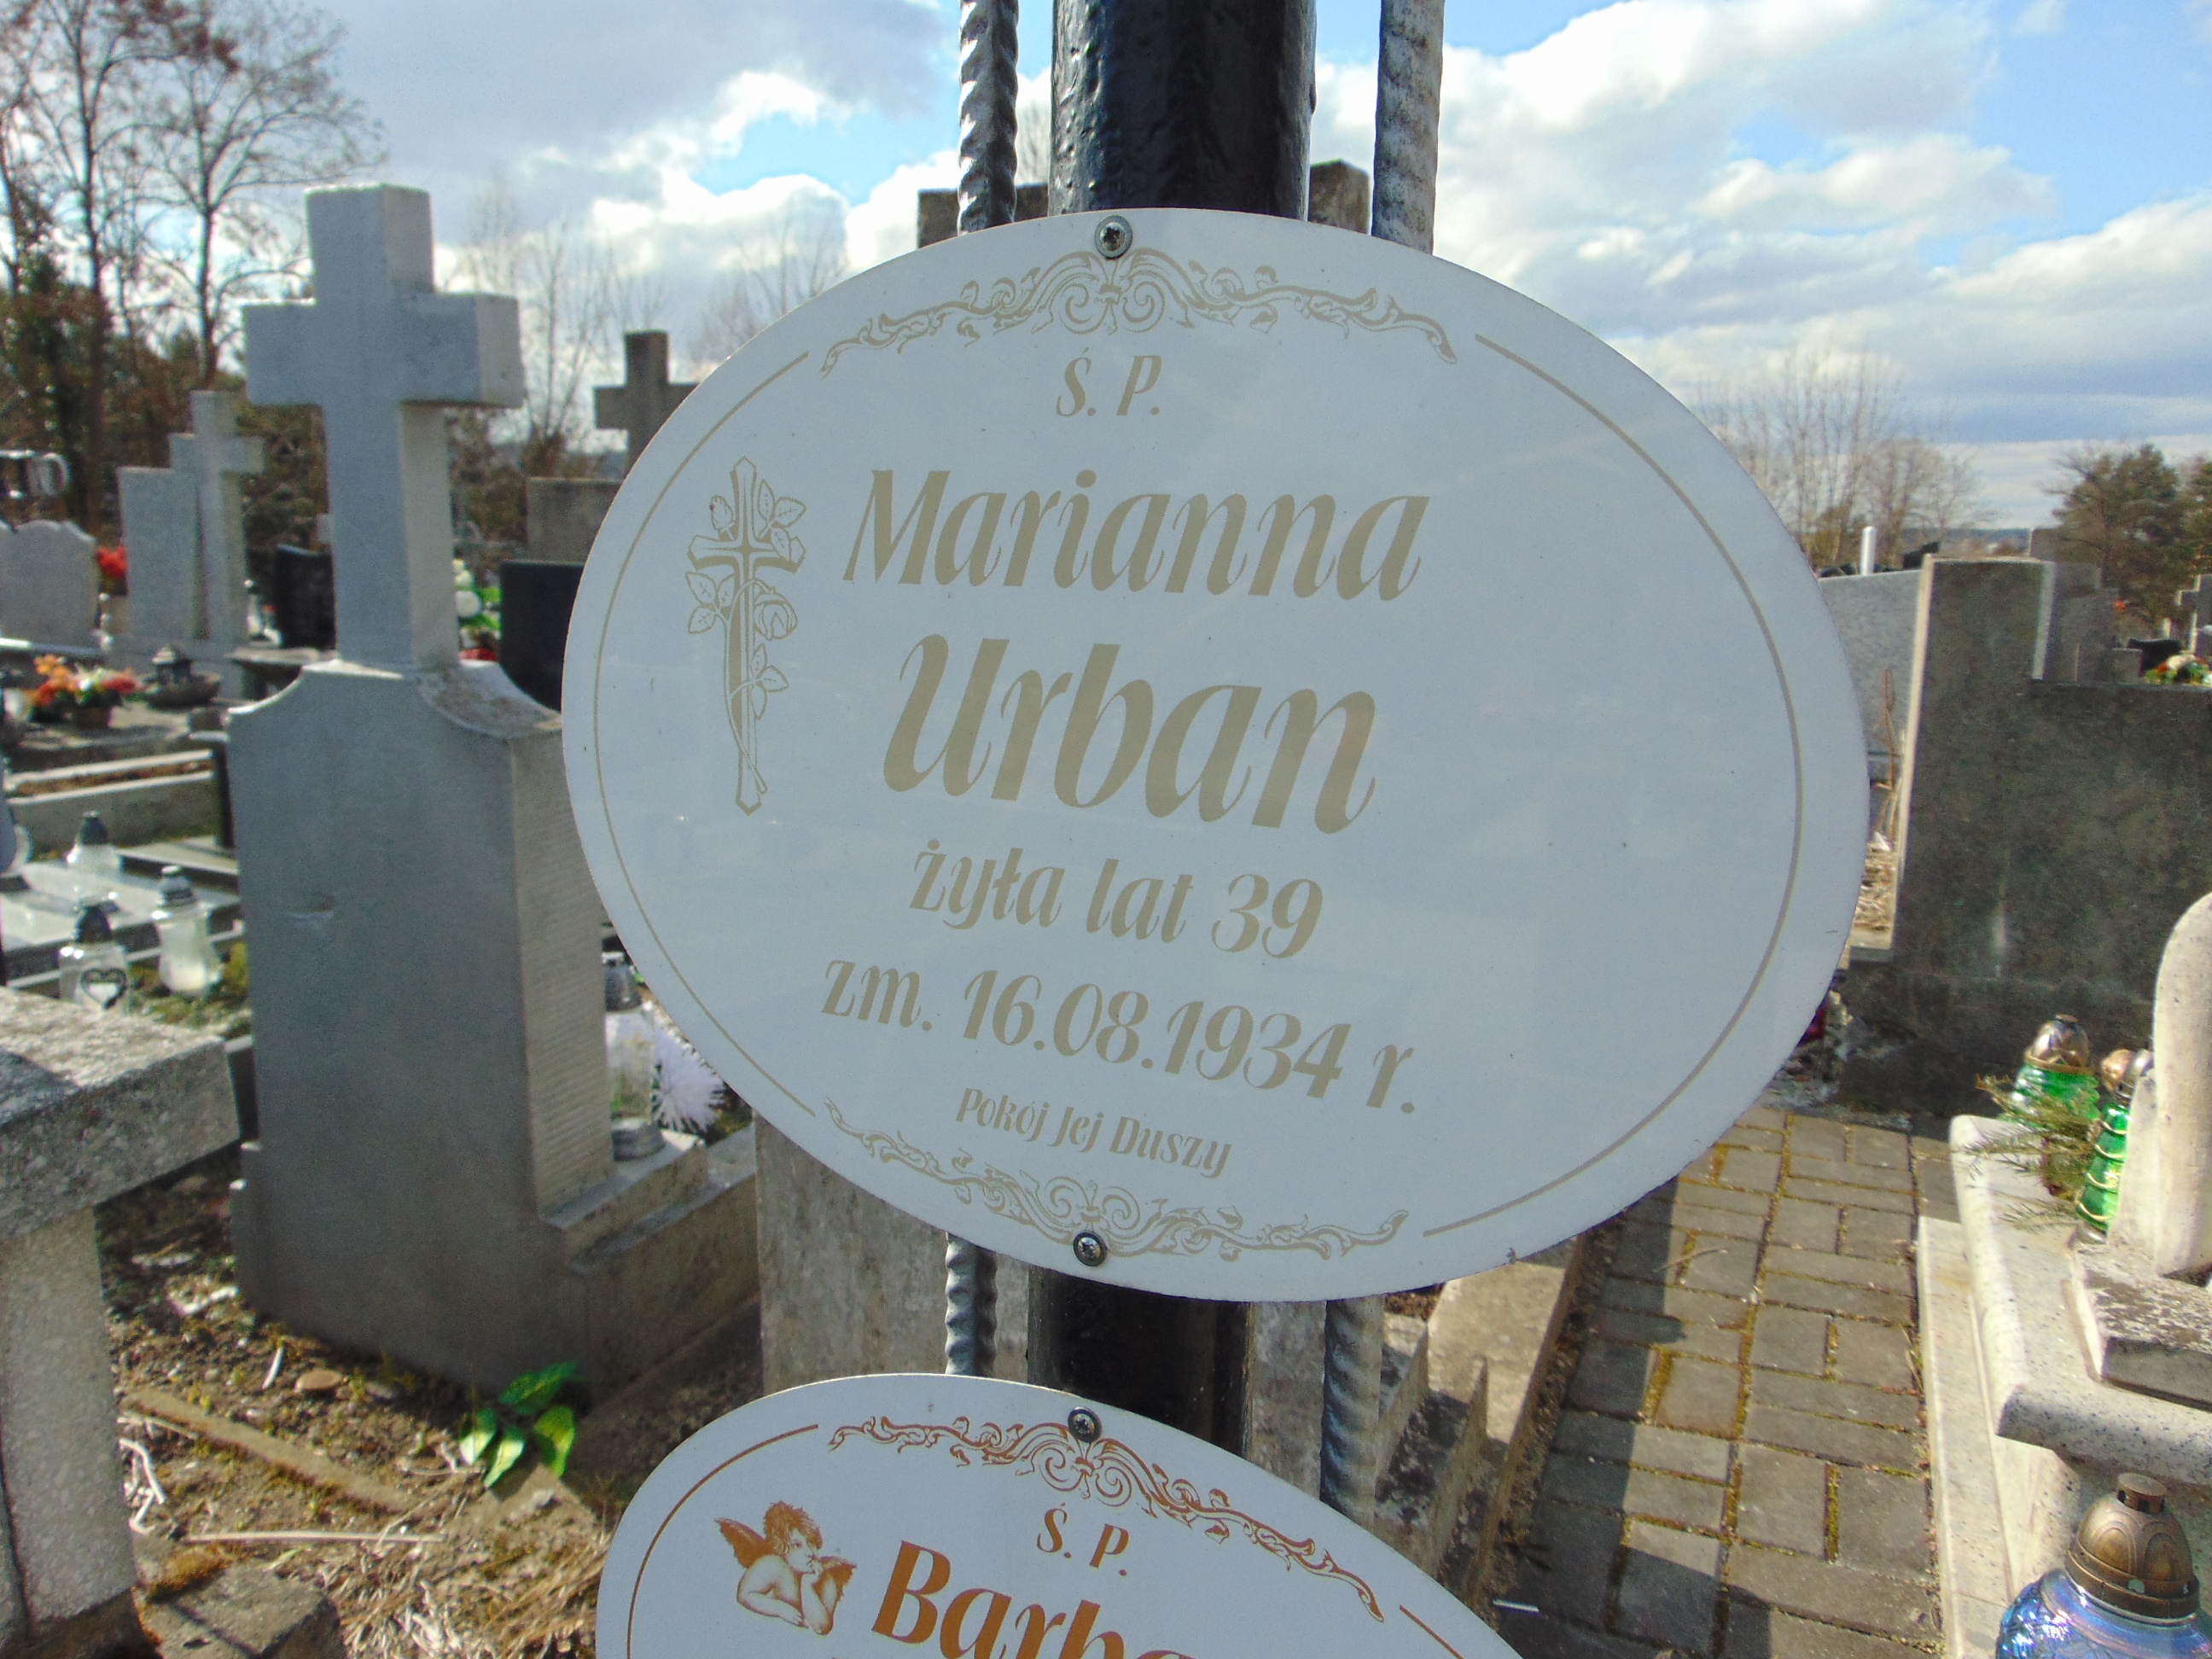 Ś. P.
Marianna
Urban
żyła lat 39
zm. 16.08.1934 r.
Pokój Jej Duszy
Ś. P.